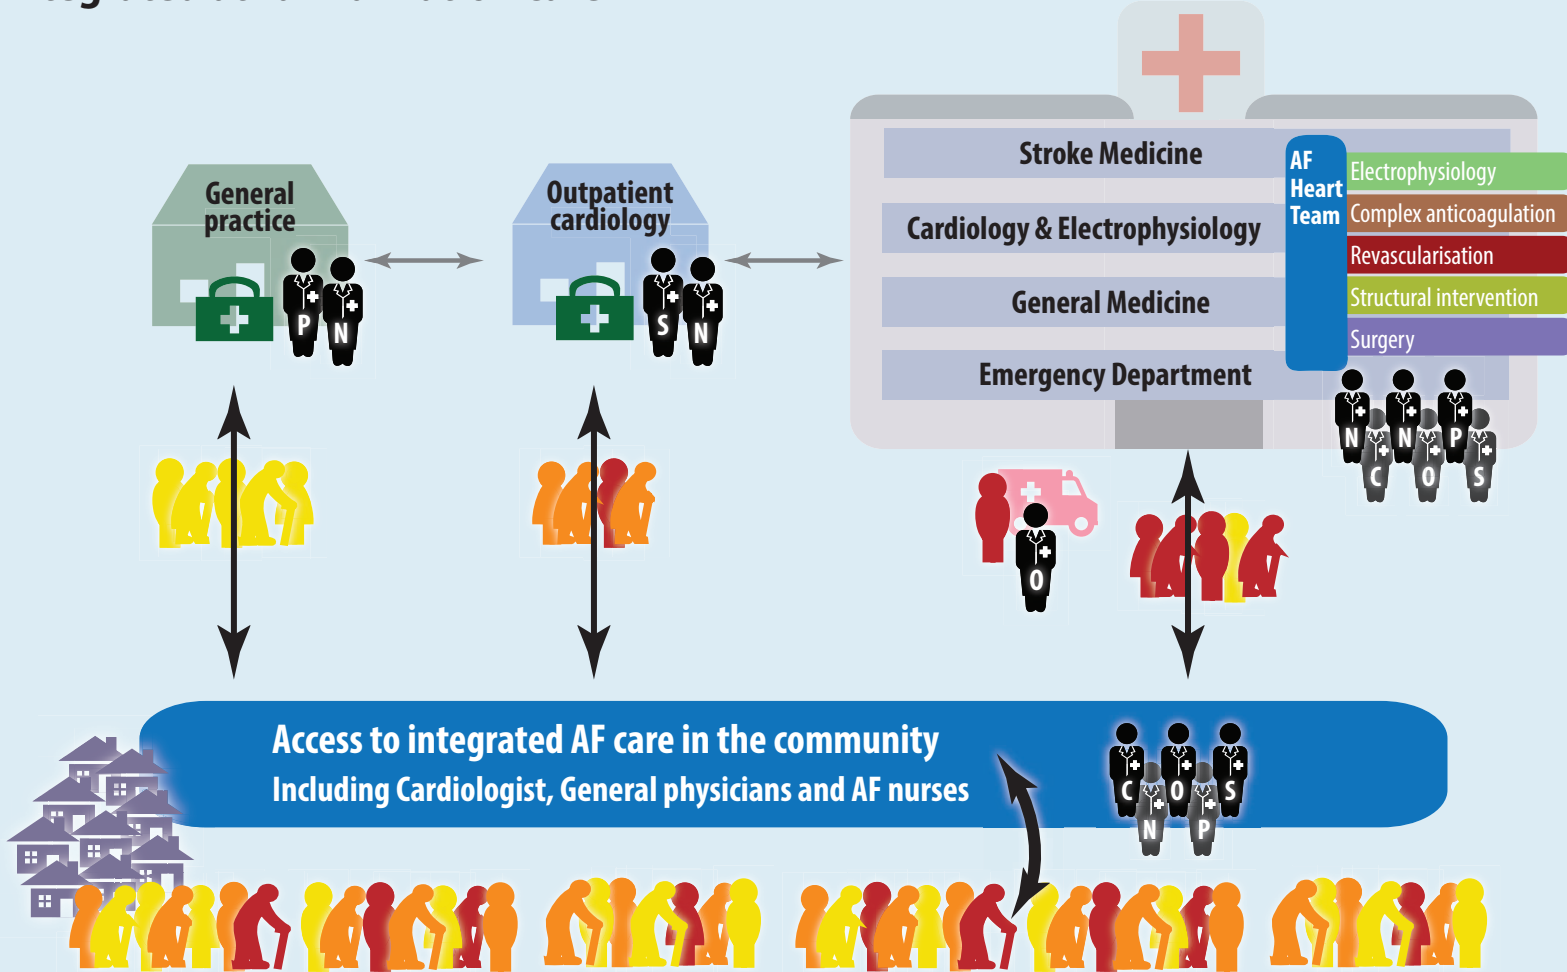 General
practice
Outpatient
cardiology
Stroke Medicine
Cardiology & Electrophysiology
General Medicine
Emergency Department
AF
Heart
Team
Electrophysiology
Complex anticoagulation
Revascularisation
Structural intervention
Surgery
P
N
S
N
N
N
P
C
O
S
O
Access to integrated AF care in the community
Including Cardiologist, General physicians and AF nurses
C
O
S
N
P